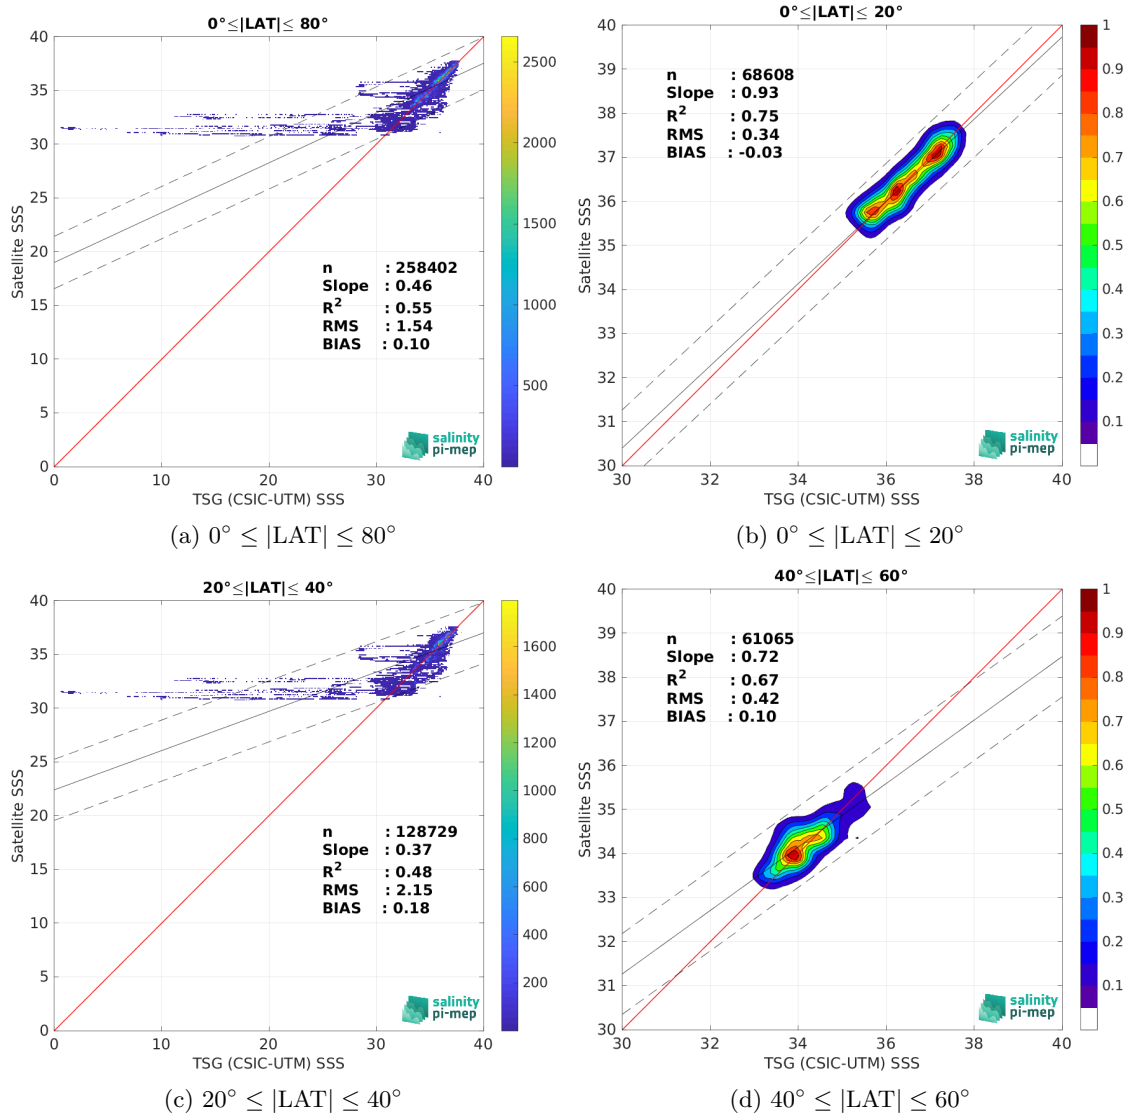 0°≤|LAT|≤ 80°
40
35
30
25
20
15
10
5
0
Satellite SSS
n : 258402
Slope : 0.46
R2 : 0.55
RMS : 1.54
BIAS : 0.10
salinity
pi-mep
0 10 20 30 40
TSG (CSIC-UTM) SSS
2500
2000
1500
1000
500
(a) 0° ≤ |LAT| ≤ 80°
0°≤|LAT|≤ 20°
40
39
38
37
36
35
34
33
32
31
30
Satellite SSS
n : 68608
Slope : 0.93
R2 : 0.75
RMS : 0.34
BIAS : -0.03
salinity
pi-mep
30 32 34 36 38 40
TSG (CSIC-UTM) SSS
1
0.9
0.8
0.7
0.6
0.5
0.4
0.3
0.2
0.1
(b) 0° ≤ |LAT| ≤ 20°
20°≤|LAT|≤ 40°
40
35
30
25
20
15
10
5
0
Satellite SSS
n : 128729
Slope : 0.37
R2 : 0.48
RMS : 2.15
BIAS : 0.18
salinity
pi-mep
0 10 20 30 40
TSG (CSIC-UTM) SSS
1600
1400
1200
1000
800
600
400
200
(c) 20° ≤ |LAT| ≤ 40°
40°≤|LAT|≤ 60°
40
39
38
37
36
35
34
33
32
31
30
Satellite SSS
n : 61065
Slope : 0.72
R2 : 0.67
RMS : 0.42
BIAS : 0.10
salinity
pi-mep
30 32 34 36 38 40
TSG (CSIC-UTM) SSS
1
0.9
0.8
0.7
0.6
0.5
0.4
0.3
0.2
0.1
(d) 40° ≤ |LAT| ≤ 60°